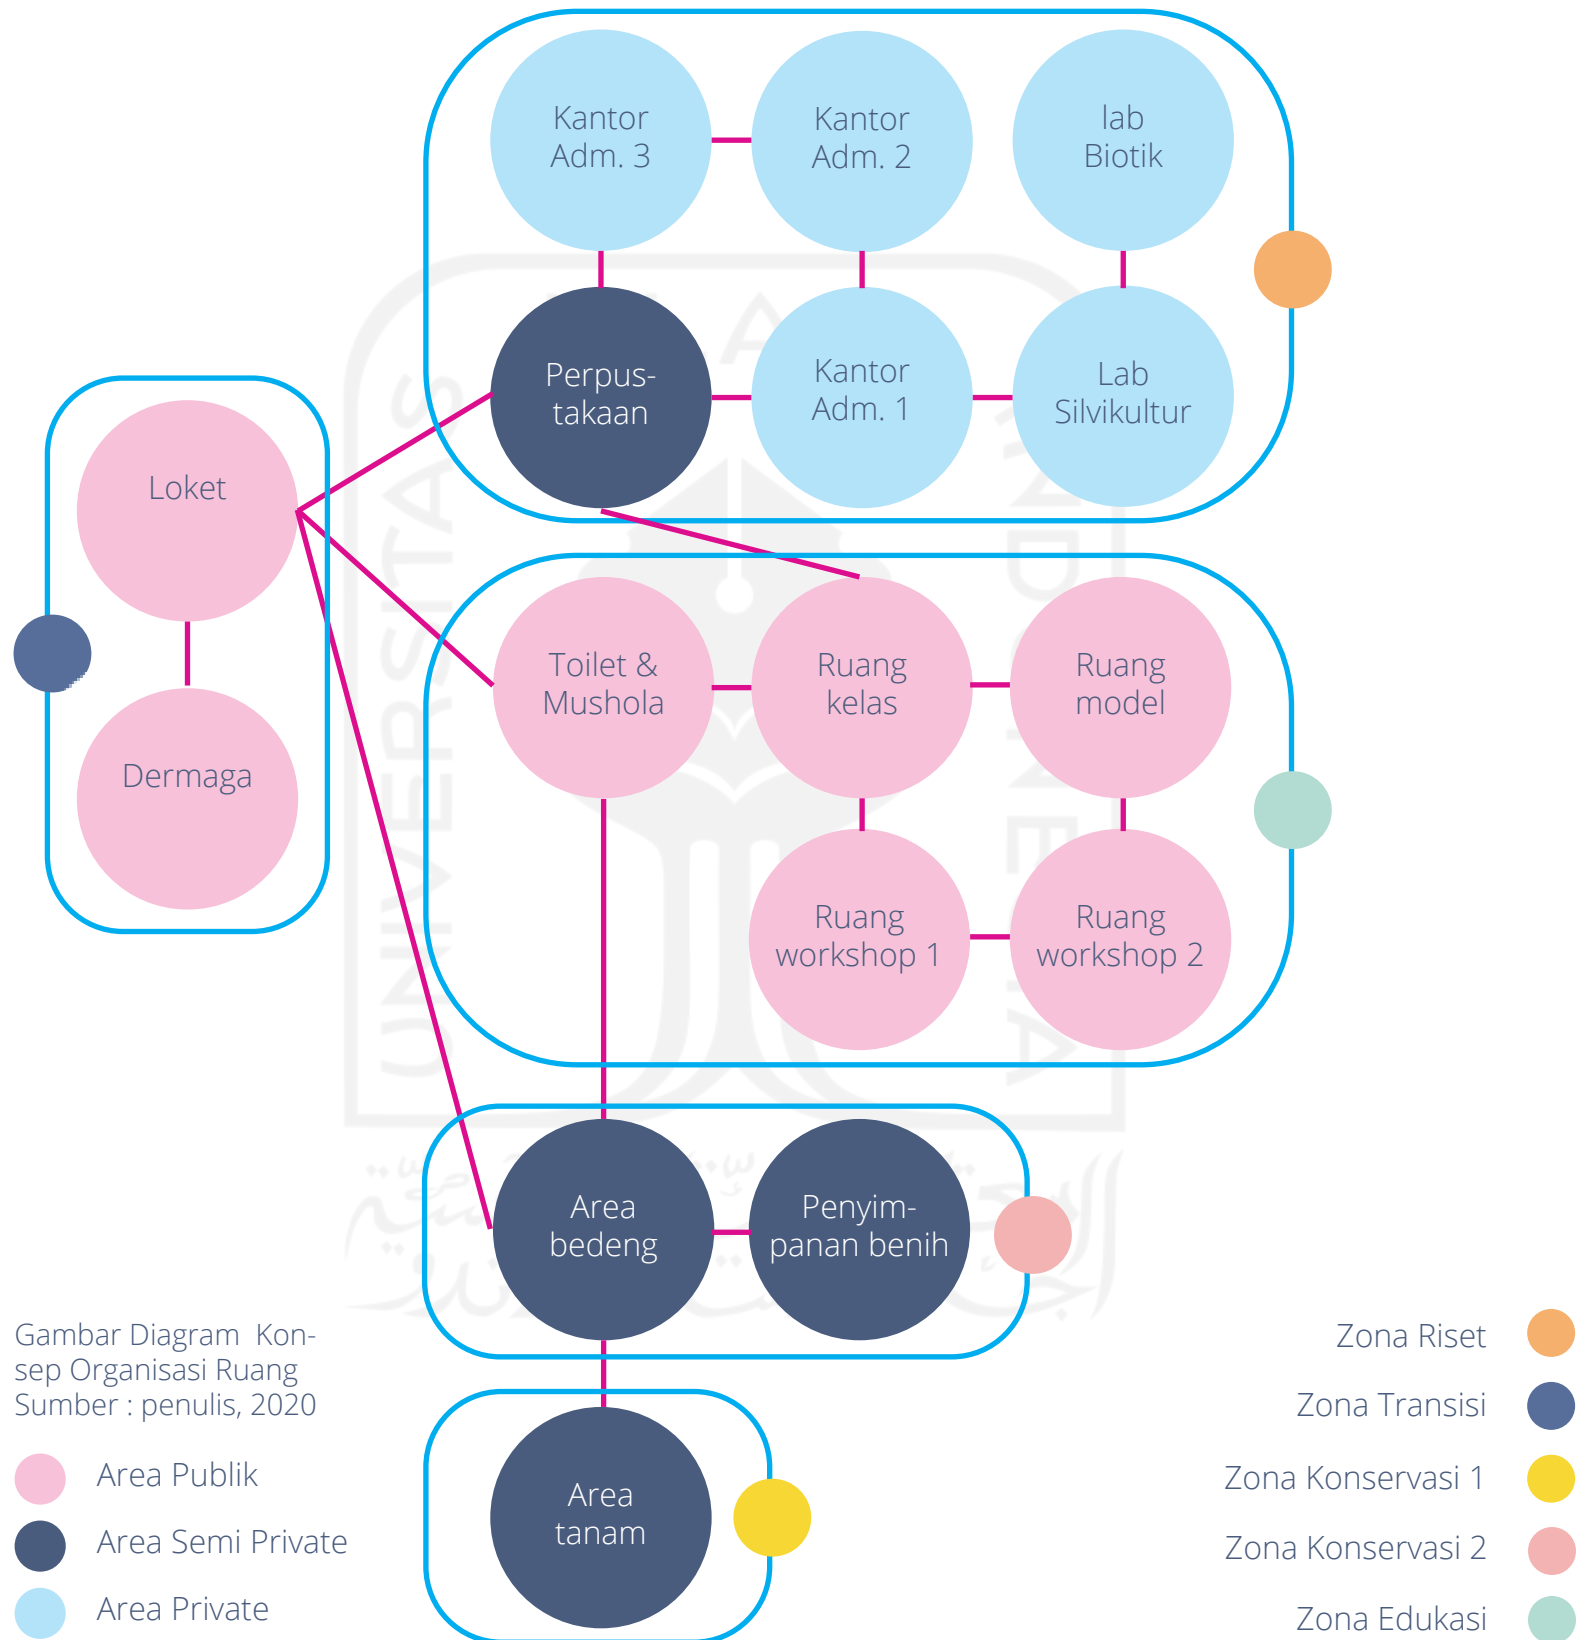 Kantor
Adm. 3
Kantor
Adm. 2
lab
Biotik
Perpus-
takaan
Kantor
Adm. 1
Lab
Silvikultur
Loket
Dermaga
Toilet &
Mushola
Ruang
kelas
Ruang
model
Ruang
workshop 1
Ruang
workshop 2
Area
bedeng
Penyim-
panan benih
Area
tanam
Gambar Diagram  Kon-
sep Organisasi Ruang
Sumber : penulis, 2020
Area Publik
Area Semi Private
Area Private
Zona Riset
Zona Transisi
Zona Konservasi 1
Zona Konservasi 2
Zona Edukasi
UNIVERSITAS